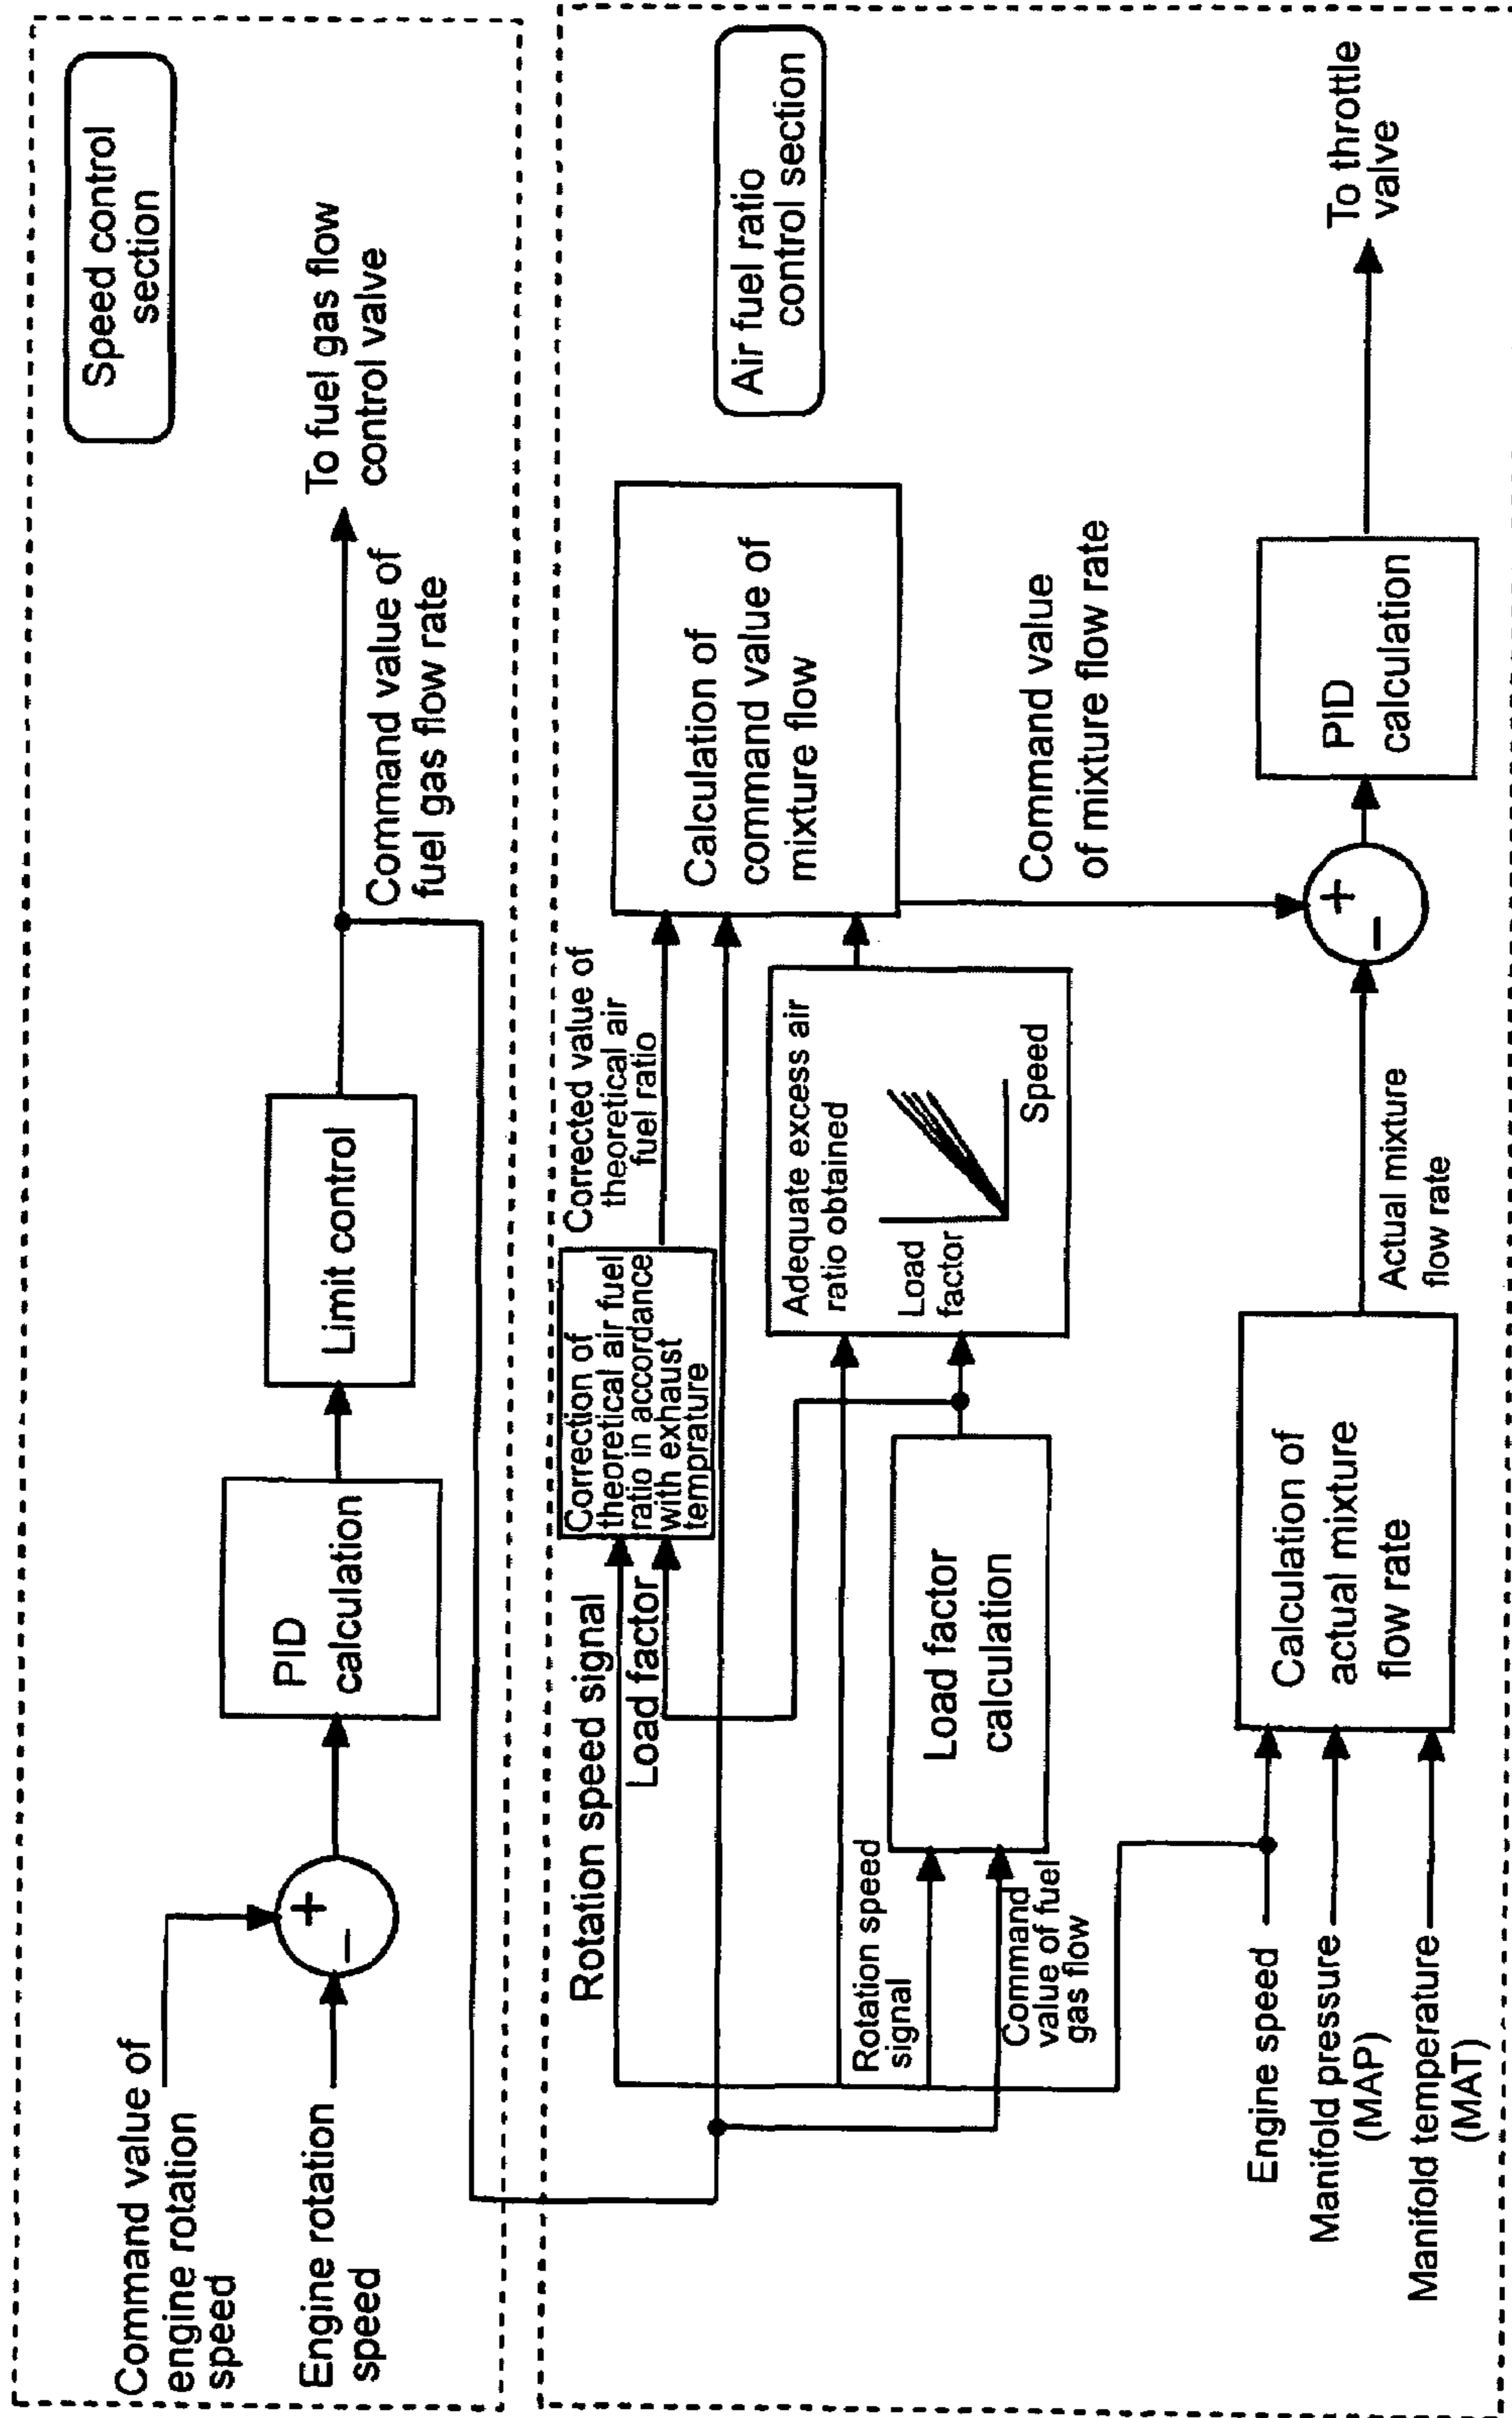 Speed control
section
Command value of
engine rotation
speed
Engine rotation
speed
+
−
PID
calculation
Limit control
Command value of
fuel gas flow rate
To fuel gas flow
control valve
Air fuel ratio
control section
Rotation speed signal
Load factor
Correction of
theoretical air fuel
ratio in accordance
with exhaust
temprature
Corrected value of
theoretical air
fuel ratio
Calculation of
command value of
mixture flow
Rotation speed
signal
Command
value of fuel
gas flow
Load factor
calculation
Adequate excess air
ratio obtained
Load
factor
Speed
Command value
of mixture flow rate
Engine speed
Manifold pressure
(MAP)
Manifold temperature
(MAT)
Calculation of
actual mixture
flow rate
Actual mixture
flow rate
+
−
PID
calculation
To throttle
valve